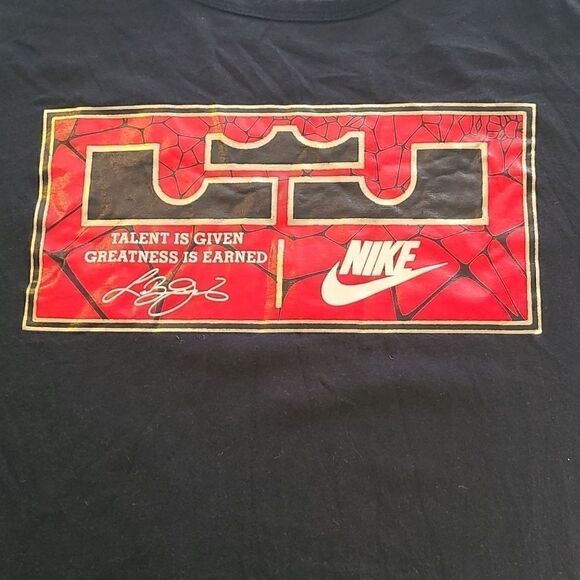 TALENT IS GIVEN
GREATNESS IS EARNED
NIKE